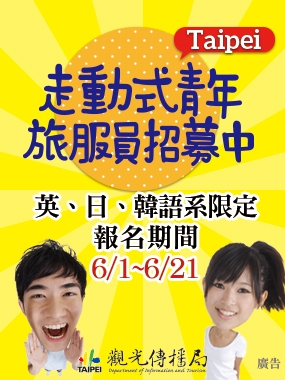 Taipei
走動式青年
旅服員招募中
英、日、韓語系限定
報名期間
6/1~6/21
TAIPEI
觀光傳播局
Department of Information and Tourism
廣告